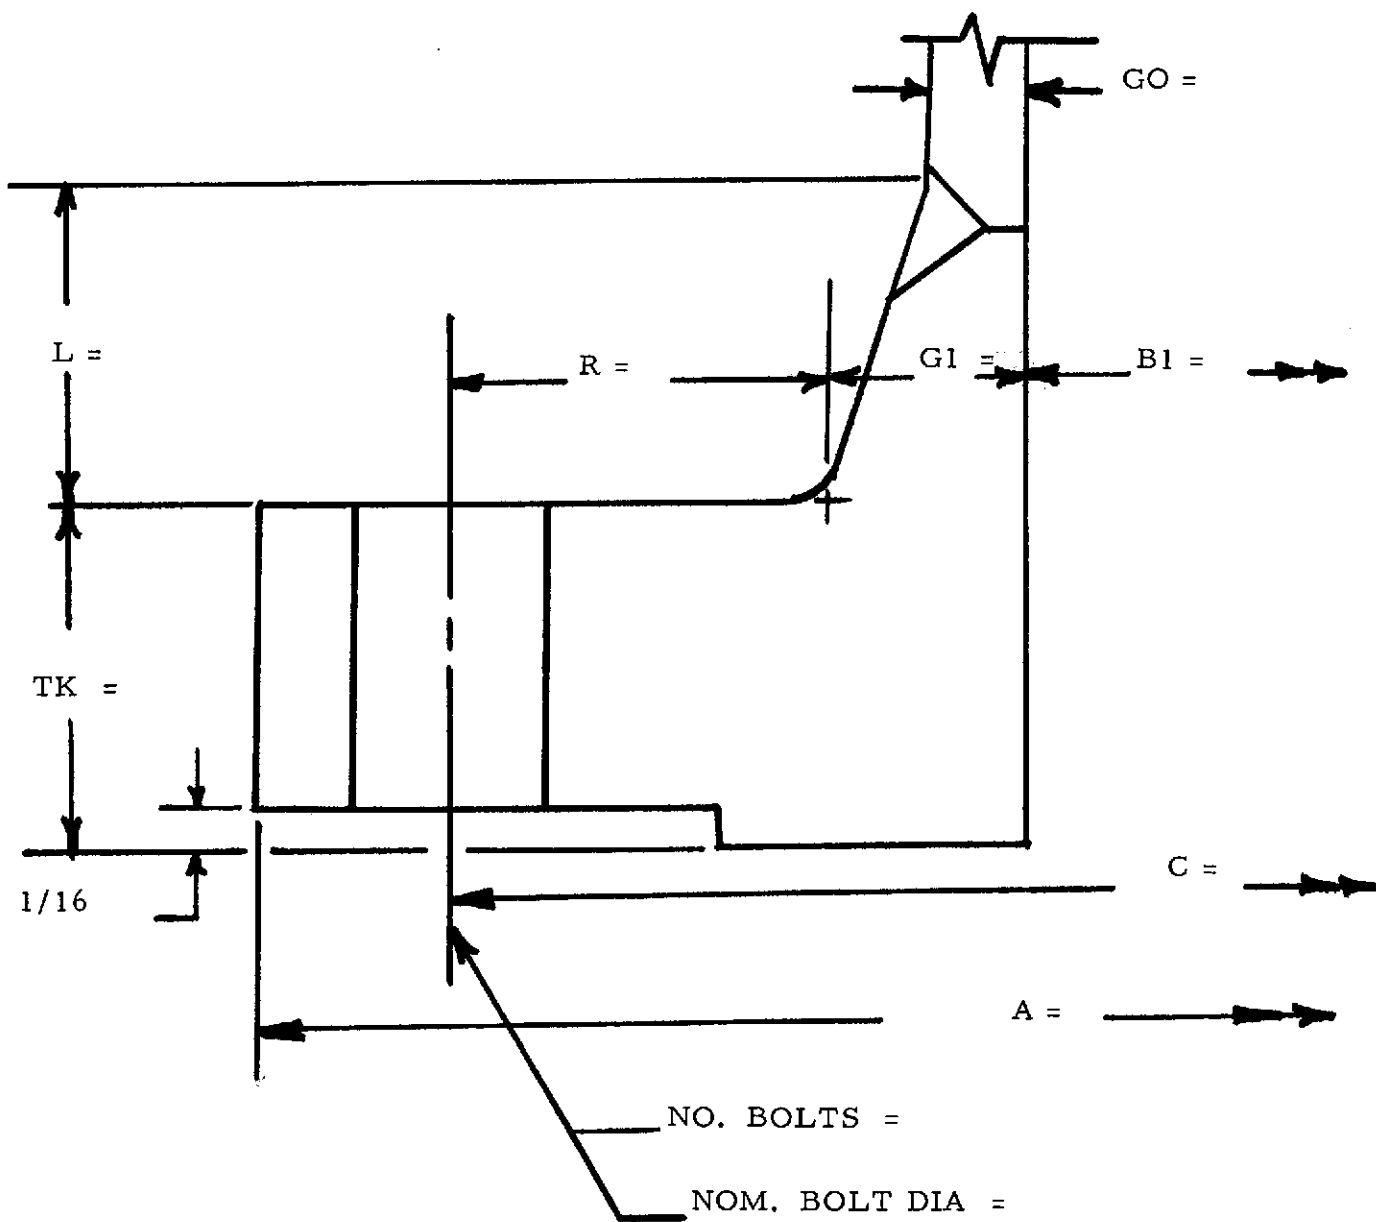 GO =
L =
R =
G1 =
B1 =
TK =
1/16
C =
A =
NO. BOLTS =
NOM. BOLT DIA =